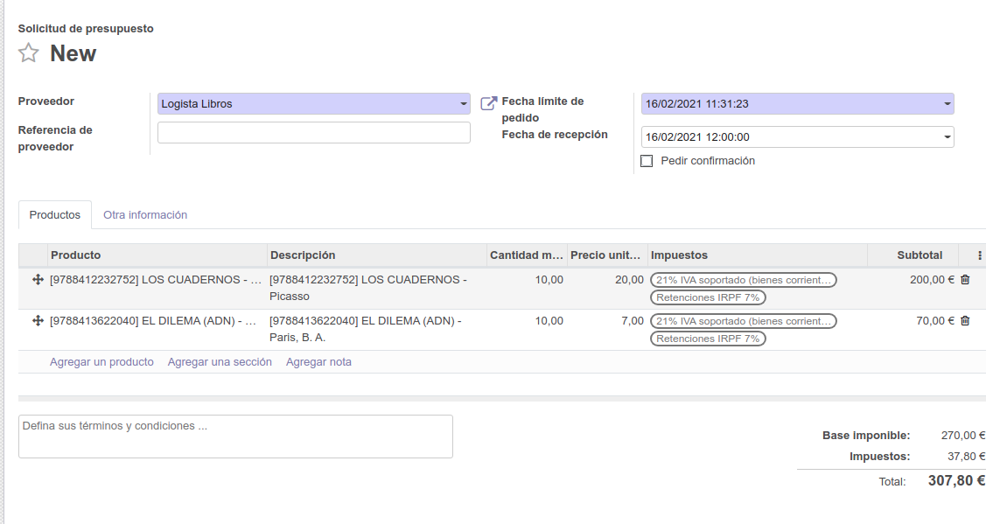 Solicitud de presupuesto
New
Proveedor
Logista Libros
Referencia de
proveedor
Fecha límite de
pedido
16/02/2021 11:31:23
Fecha de recepción
16/02/2021 12:00:00
Pedir confirmación
Productos Otra información
Producto Descripción Cantidad m... Precio unit... Impuestos Subtotal
[9788412232752] LOS CUADERNOS - ... [9788412232752] LOS CUADERNOS - 10,00 20,00 21% IVA soportado (bienes corrient... 200,00 €
Picasso Retenciones IRPF 7%
[9788413622040] EL DILEMA (ADN) - ... [9788413622040] EL DILEMA (ADN) - 10,00 7,00 21% IVA soportado (bienes corrient... 70,00 €
Paris, B. A. Retenciones IRPF 7%
Agregar un producto Agregar una sección Agregar nota
Defina sus términos y condiciones ...
Base imponible: 270,00 €
Impuestos: 37,80 €
Total: 307,80 €